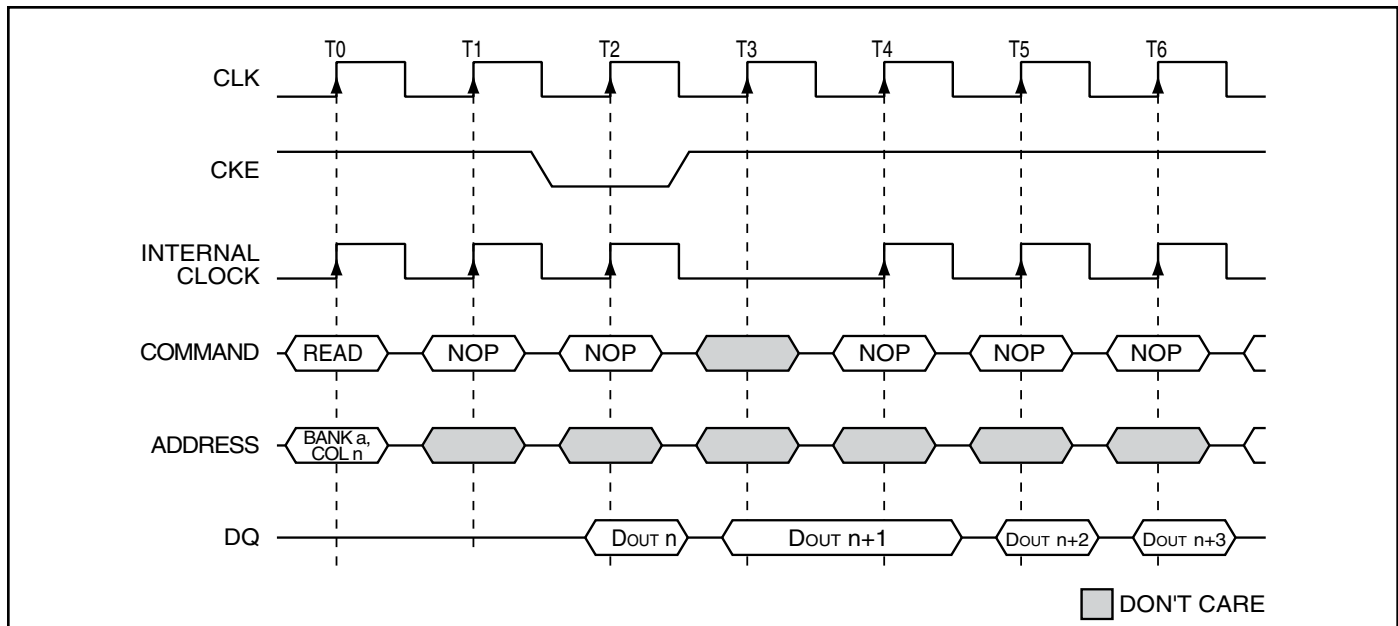 T0 T1 T2 T3 T4 T5 T6
CLK
CKE
INTERNAL
CLOCK
COMMAND READ NOP NOP NOP NOP NOP
ADDRESS BANK a,
COL n
DQ DOUT n DOUT n+1 DOUT n+2 DOUT n+3
DON'T CARE